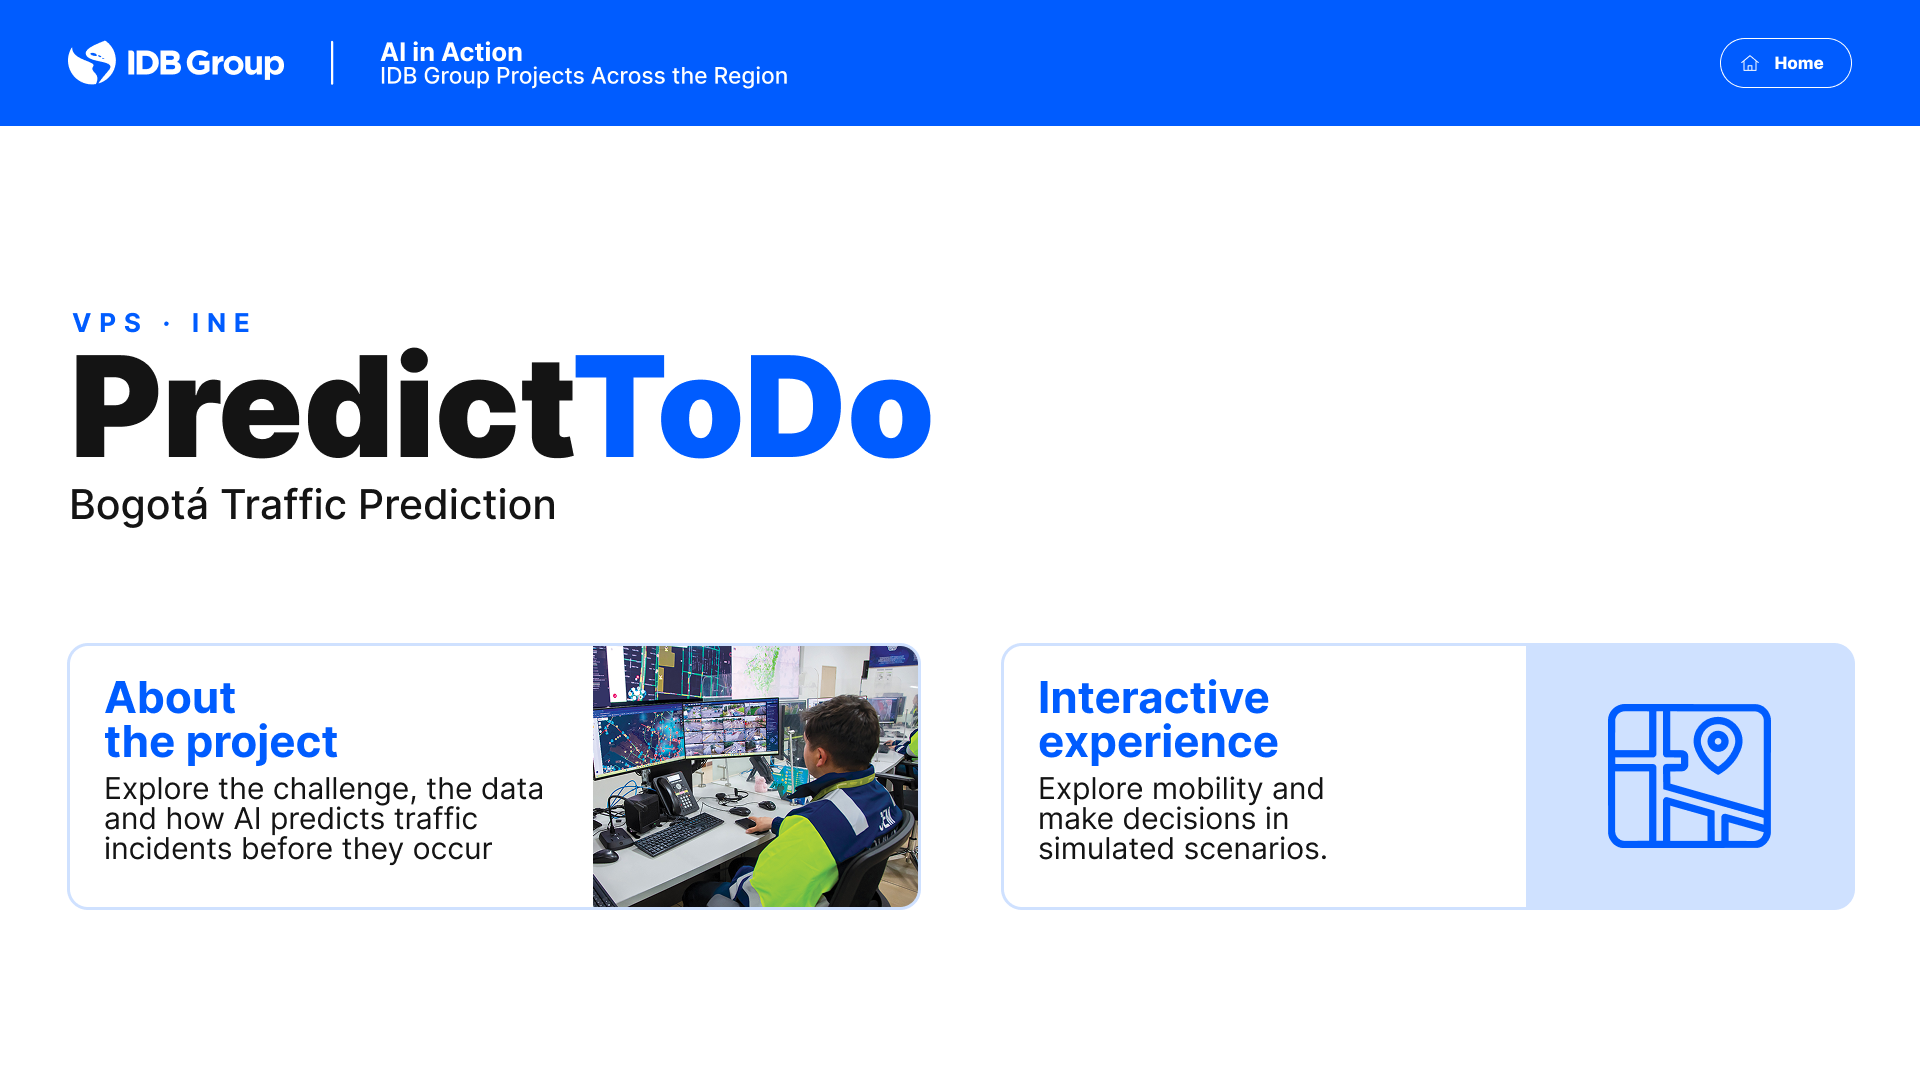 IDB Group
AI in Action
IDB Group Projects Across the Region
Home
VPS · INE
PredictToDo
Bogotá Traffic Prediction
About
the project
Explore the challenge, the data
and how AI predicts traffic
incidents before they occur
Interactive
experience
Explore mobility and
make decisions in
simulated scenarios.